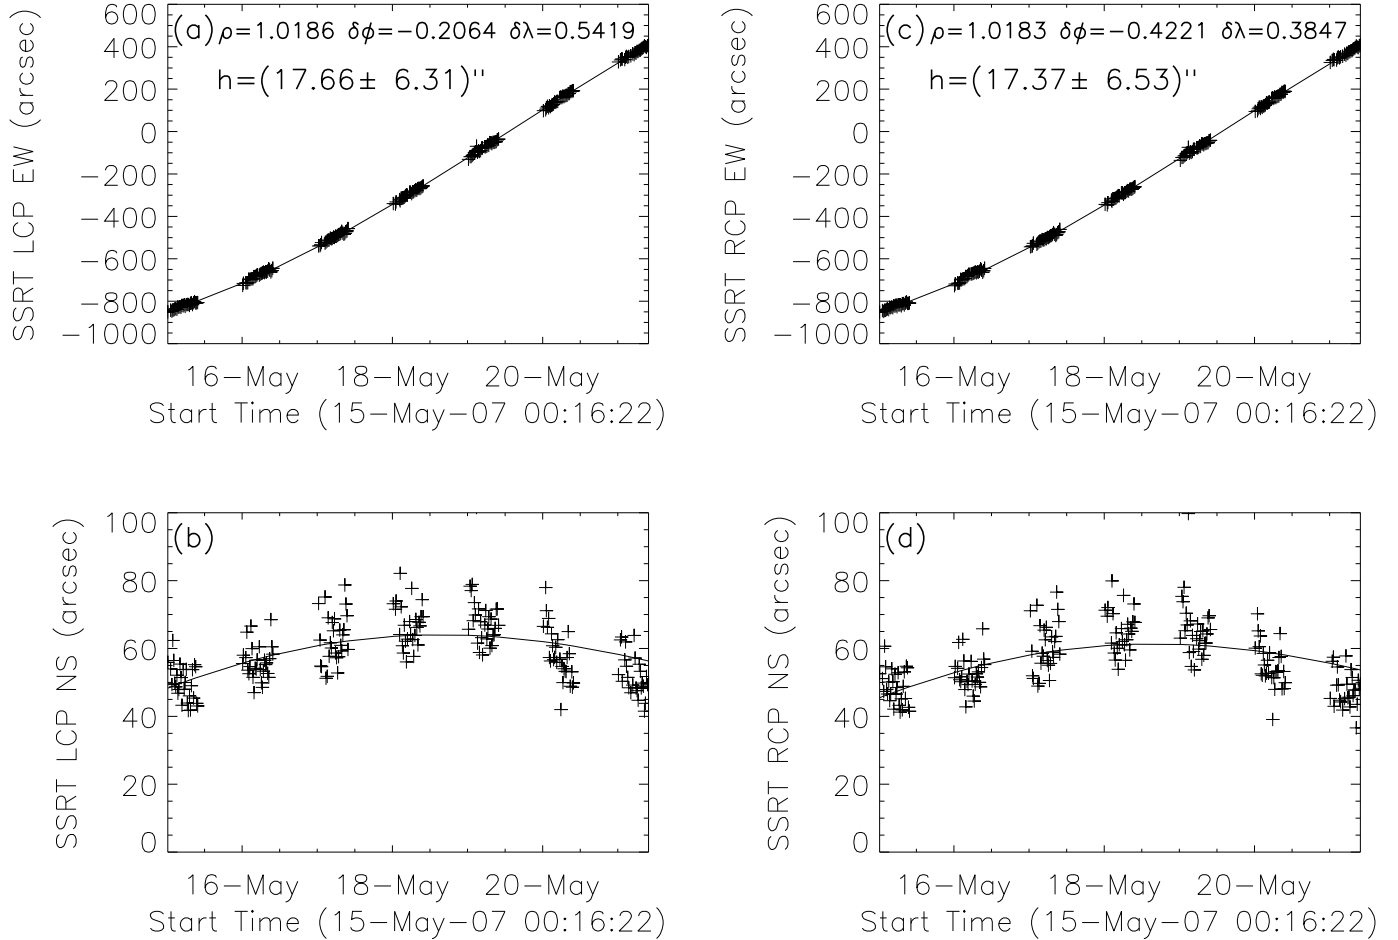 SSRT LCP EW (arcsec)
600
400
200
0
−200
−400
−600
−800
−1000
(a) ρ=1.0186 δϕ=−0.2064 δλ=0.5419
h=(17.66± 6.31)''
16−May 18−May 20−May
Start Time (15−May−07 00:16:22)
SSRT RCP EW (arcsec)
600
400
200
0
−200
−400
−600
−800
−1000
(c) ρ=1.0183 δϕ=−0.4221 δλ=0.3847
h=(17.37± 6.53)''
16−May 18−May 20−May
Start Time (15−May−07 00:16:22)
SSRT LCP NS (arcsec)
100
80
60
40
20
0
(b)
16−May 18−May 20−May
Start Time (15−May−07 00:16:22)
SSRT RCP NS (arcsec)
100
80
60
40
20
0
(d)
16−May 18−May 20−May
Start Time (15−May−07 00:16:22)